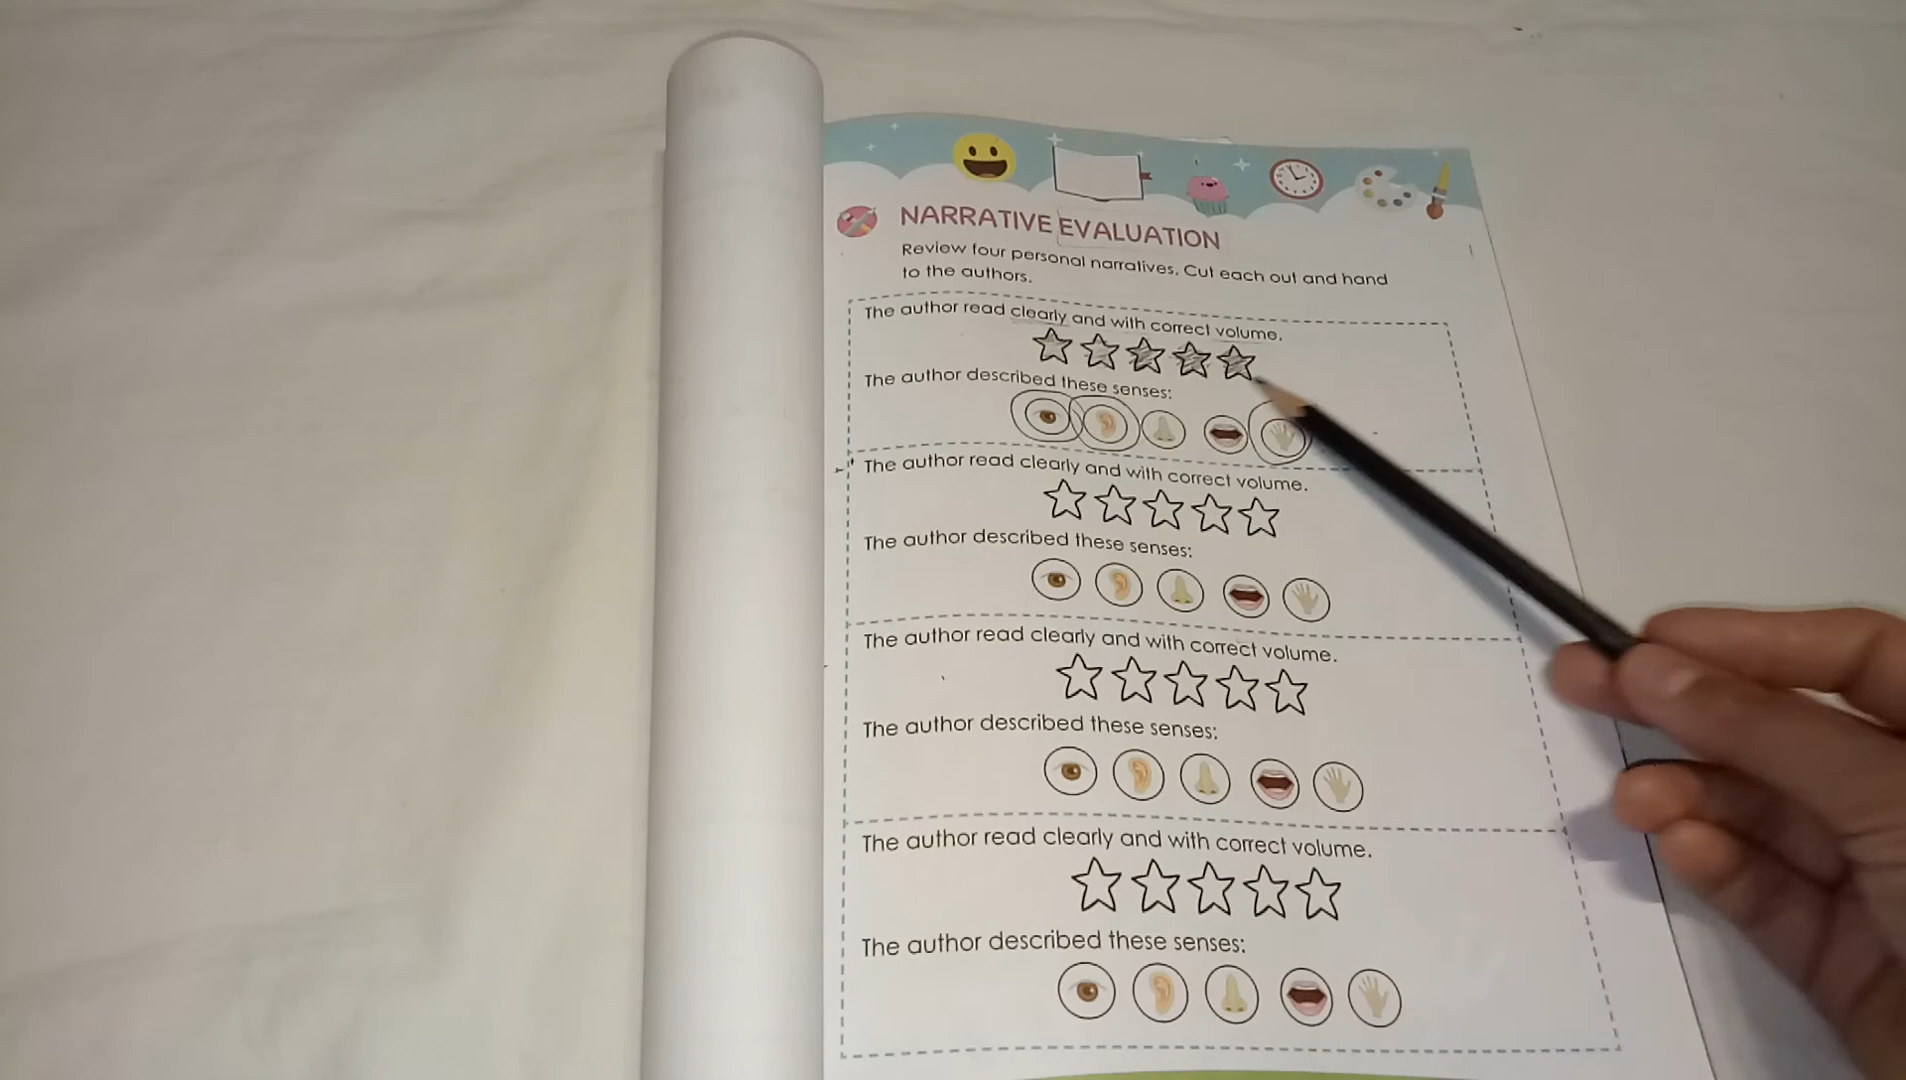 NARRATIVE EVALUATION
Review four personal narratives. Cut each out and hand
to the authors.
The author read clearly and with correct volume.
The author described these senses:
The author read clearly and with correct volume.
The author described these senses:
The author read clearly and with correct volume.
The author described these senses:
The author read clearly and with correct volume.
The author described these senses: